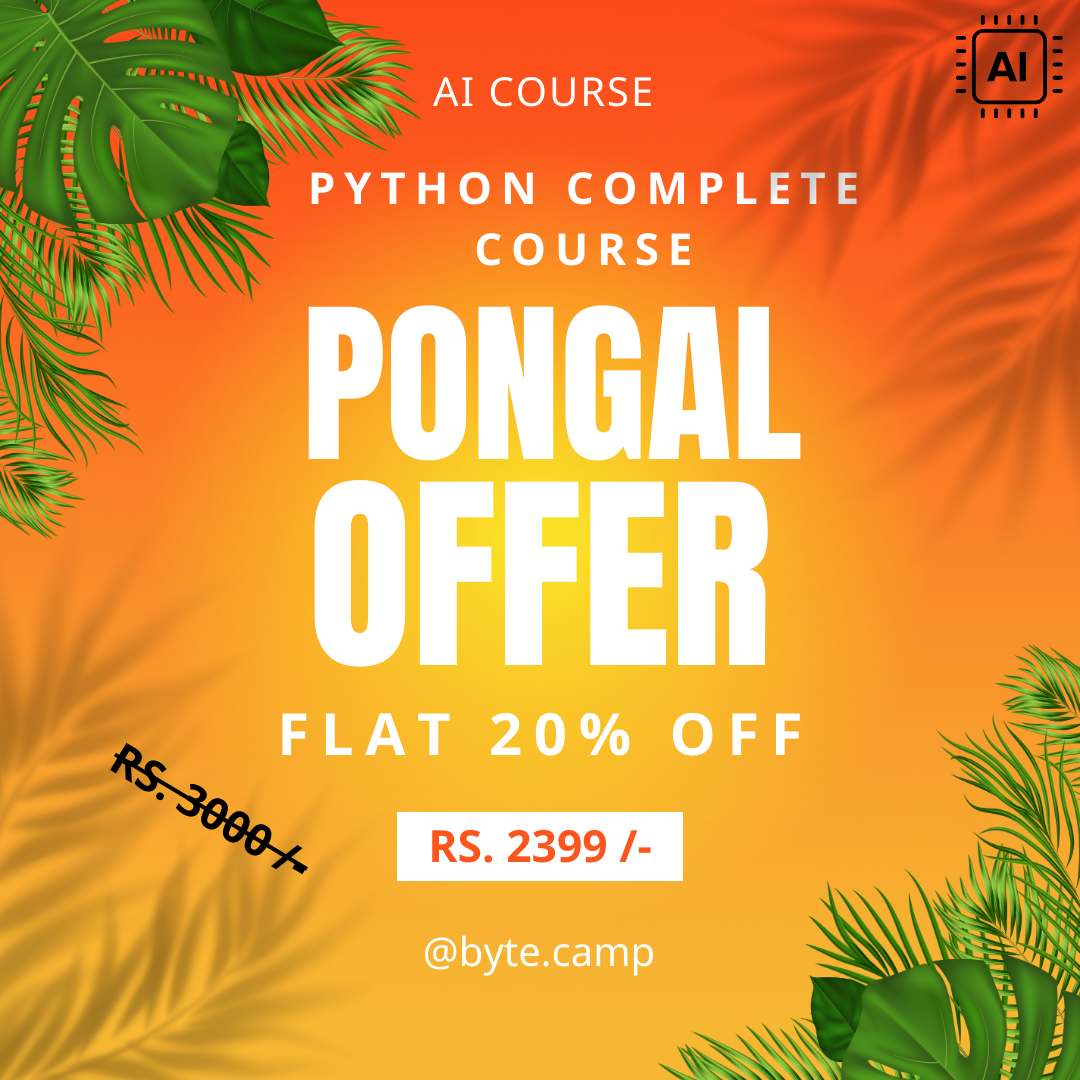 AI
AI COURSE
PYTHON COMPLETE
COURSE
PONGAL
OFFER
FLAT 20% OFF
RS. 3000 /-
RS. 2399 /-
@byte.camp